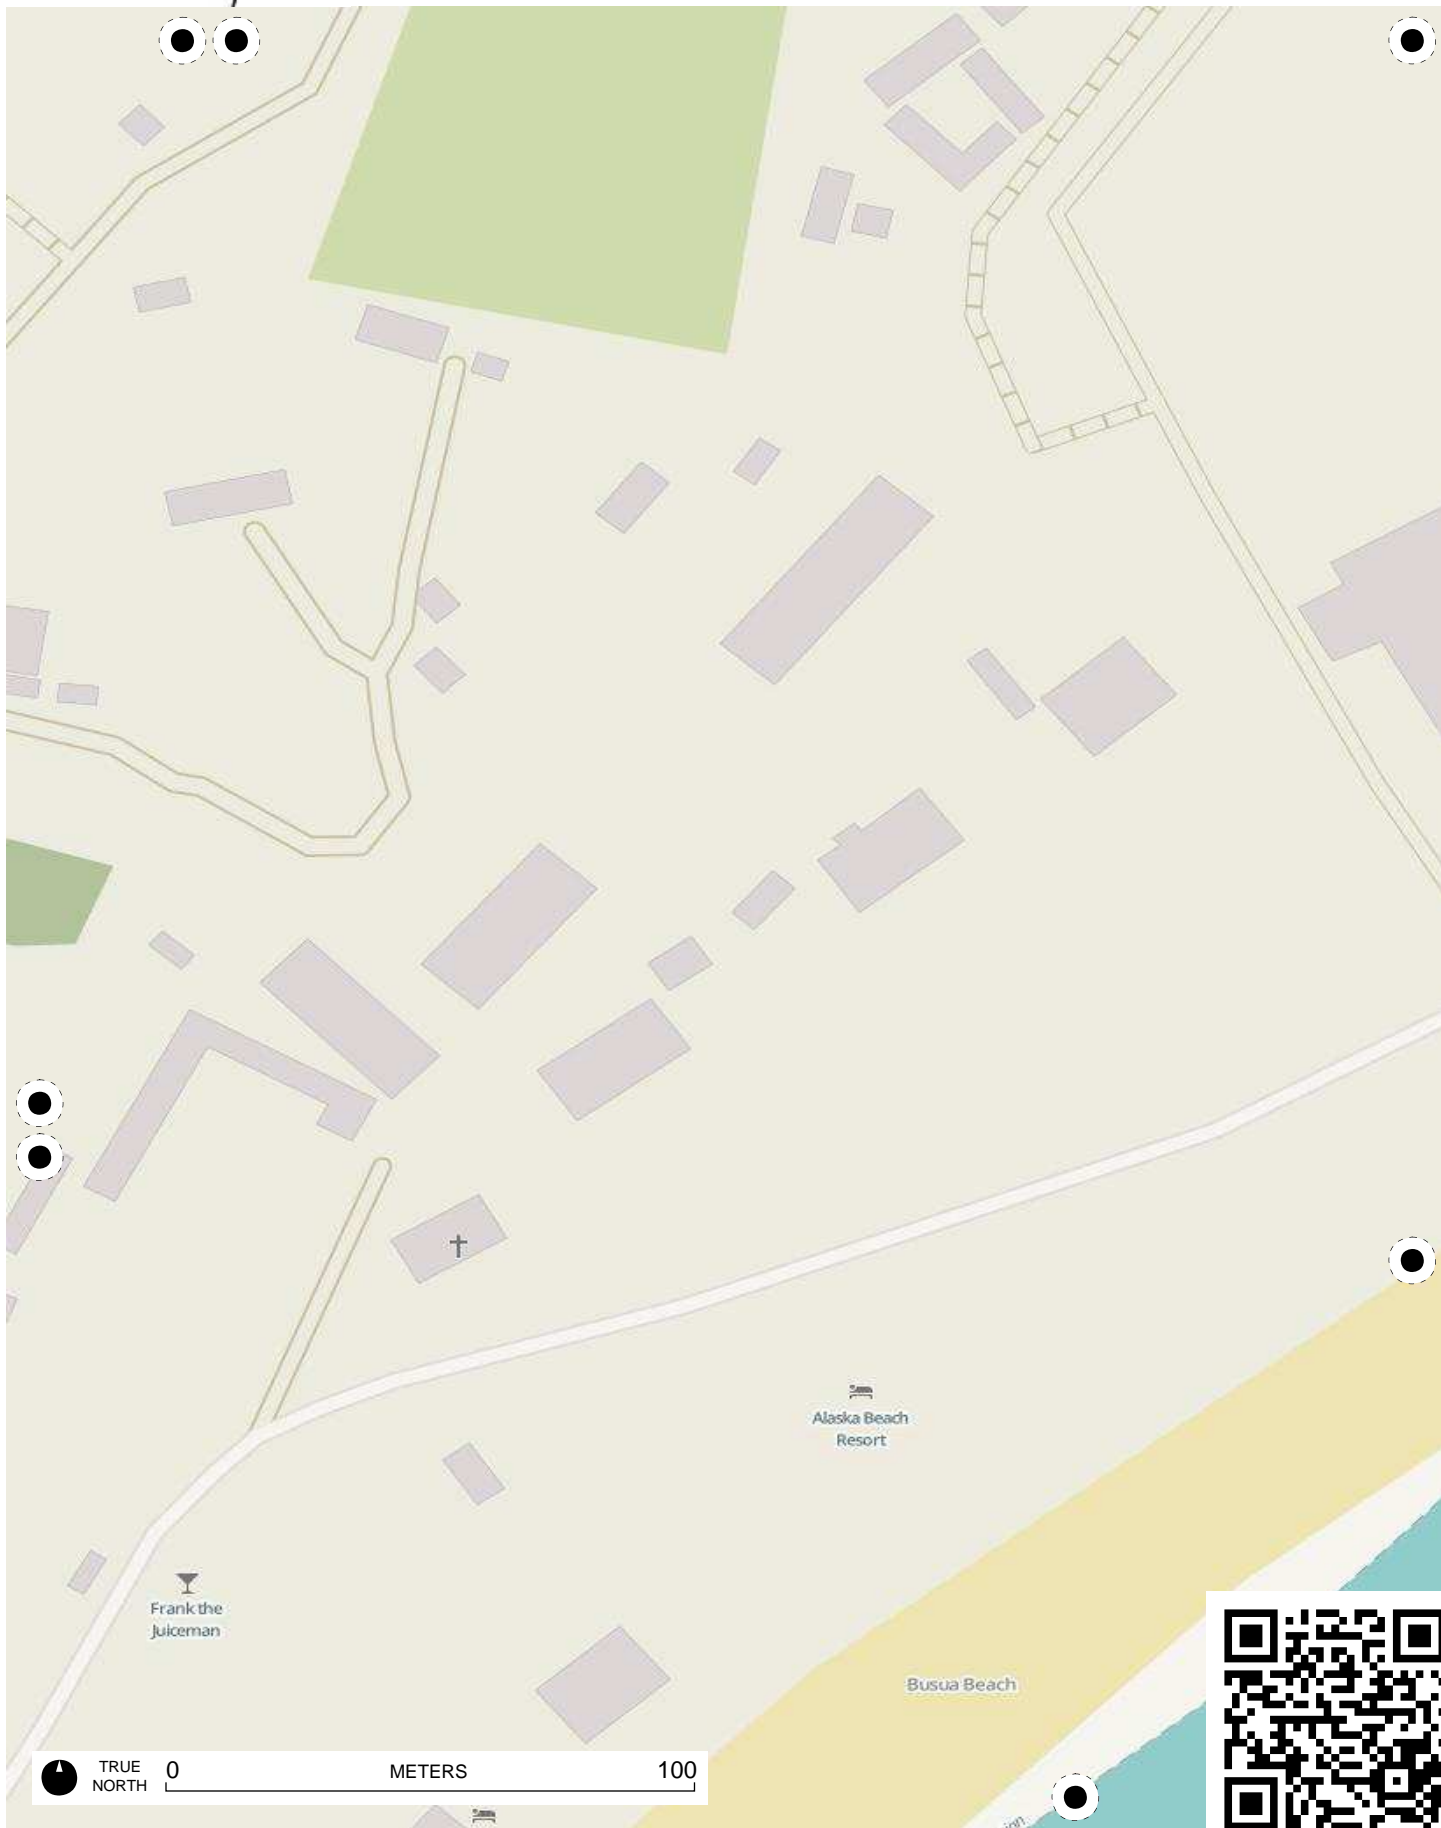 Alaska Beach
Resort
Frank the
Juiceman
Busua Beach
TRUE
NORTH
0
METERS
100